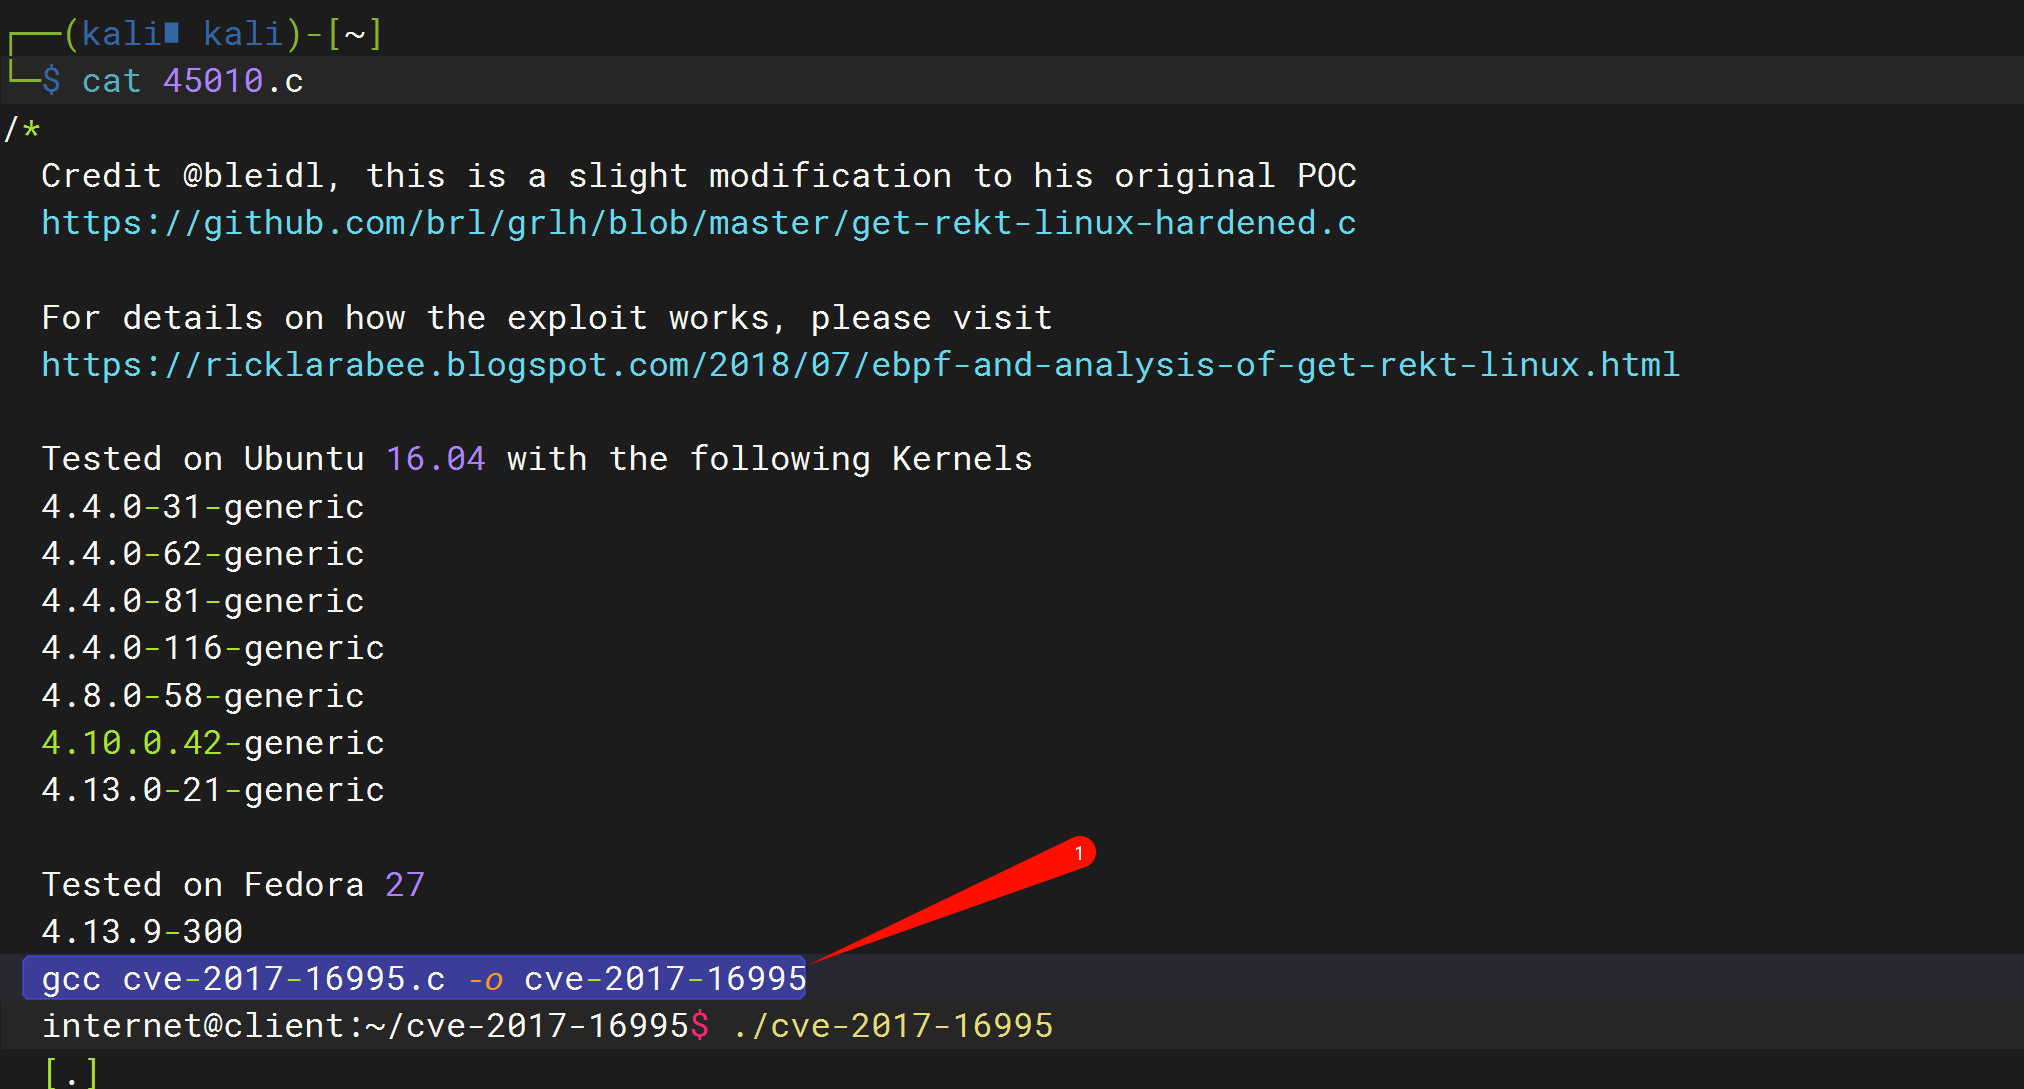 ┌──(kali∎ kali)-[~]
└─$ cat 45010.c
/*
Credit @bleidl, this is a slight modification to his original POC
https://github.com/brl/grlh/blob/master/get-rekt-linux-hardened.c
For details on how the exploit works, please visit
https://ricklarabee.blogspot.com/2018/07/ebpf-and-analysis-of-get-rekt-linux.html
Tested on Ubuntu 16.04 with the following Kernels
4.4.0-31-generic
4.4.0-62-generic
4.4.0-81-generic
4.4.0-116-generic
4.8.0-58-generic
4.10.0.42-generic
4.13.0-21-generic
1
Tested on Fedora 27
4.13.9-300
gcc cve-2017-16995.c -o cve-2017-16995
internet@client:~/cve-2017-16995$ ./cve-2017-16995
[.]